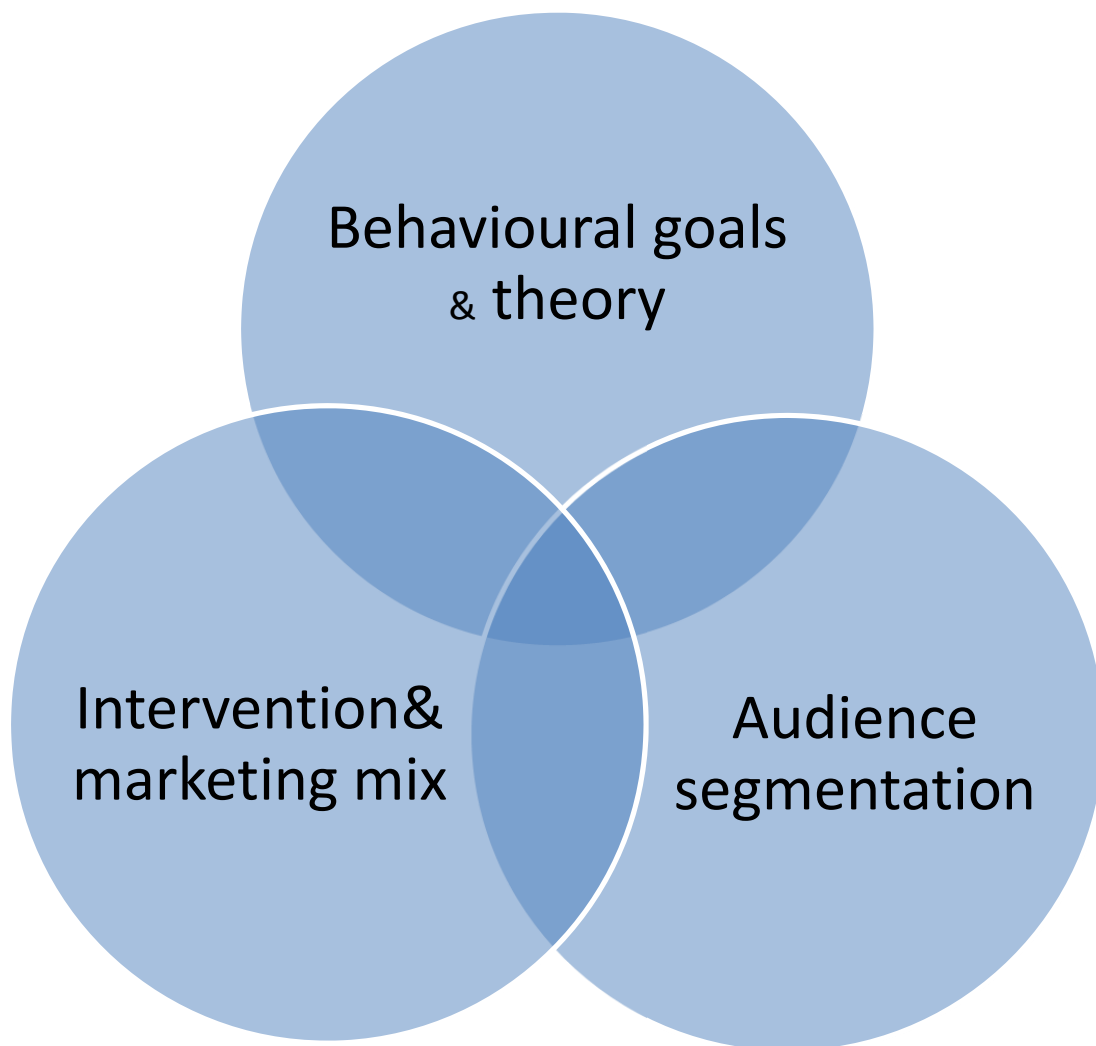 Behavioural goals
& theory
Intervention&
marketing mix
Audience
segmentation